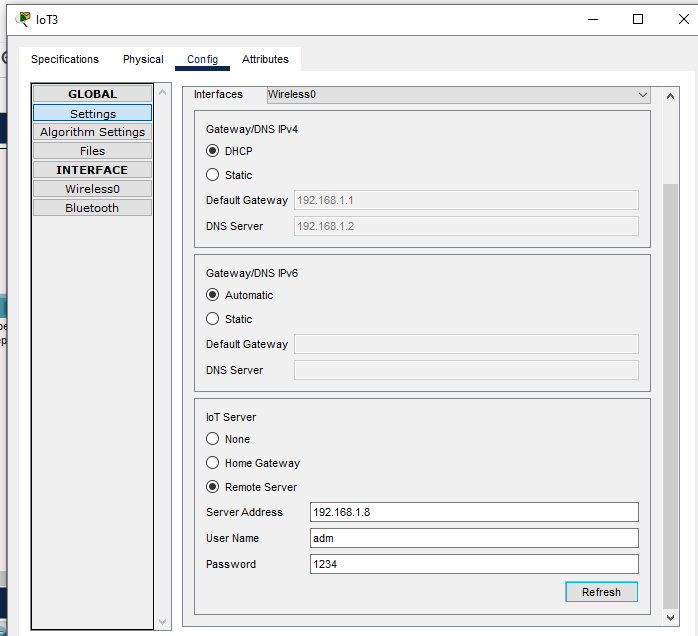 IoT3
Specifications Physical Config Attributes
GLOBAL
Settings
Algorithm Settings
Files
INTERFACE
Wireless0
Bluetooth
Interfaces Wireless0
Gateway/DNS IPv4
DHCP
Static
Default Gateway 192.168.1.1
DNS Server 192.168.1.2
Gateway/DNS IPv6
Automatic
Static
Default Gateway
DNS Server
IoT Server
None
Home Gateway
Remote Server
Server Address 192.168.1.8
User Name adm
Password 1234
Refresh